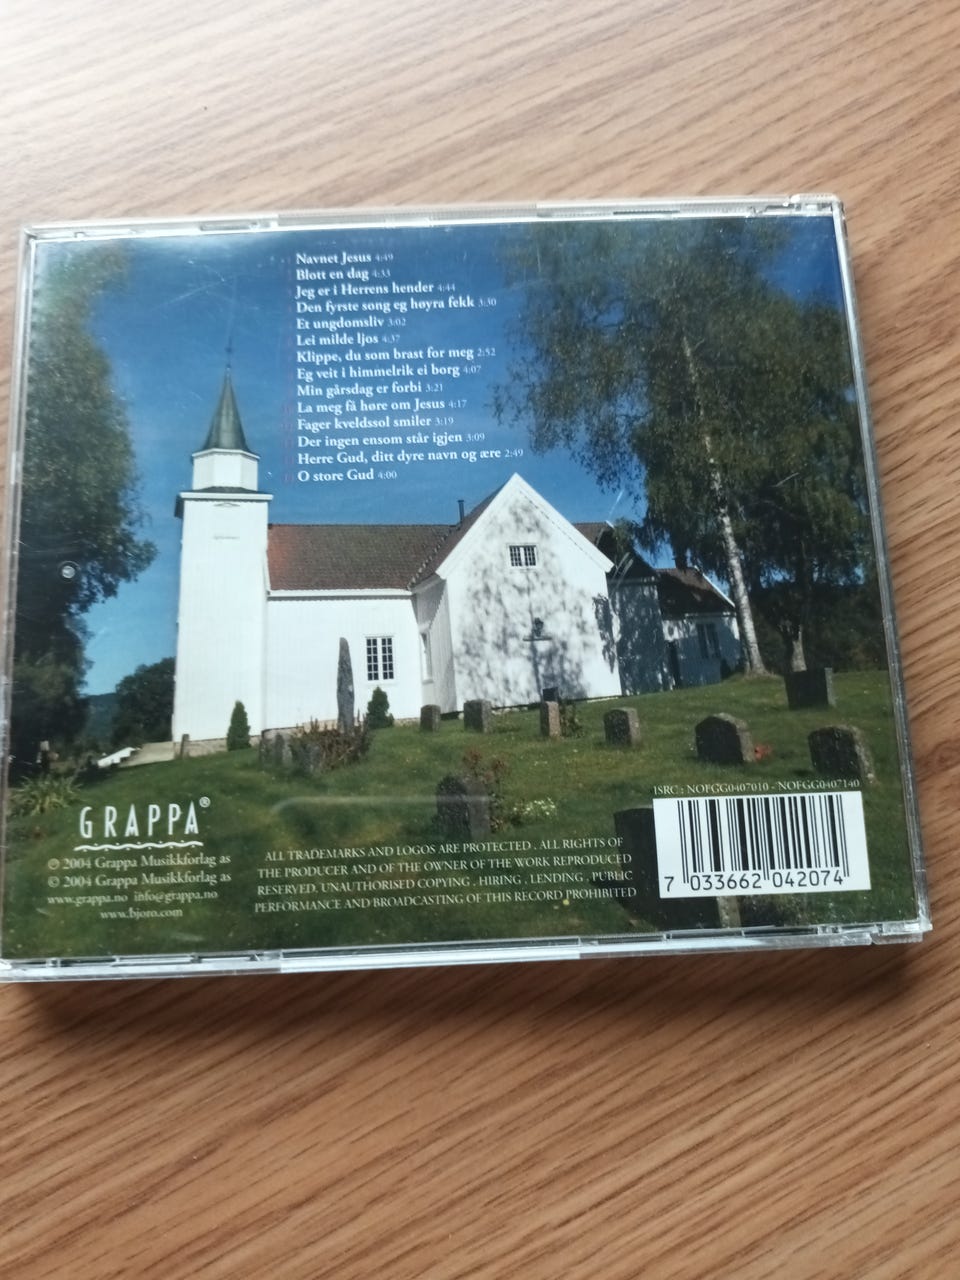 Navnet Jesus 4:49
Blott en dag 4:33
Jeg er i Herrens hender 4:44
Den fyrste song eg høyra fekk 3:30
Et ungdomsliv 3:02
Lei milde ljos 4:37
Klippe, du som brast for meg 2:52
Eg veit i himmelrik ei borg 4:07
Min gårsdag er forbi 3:21
La meg få høre om Jesus 4:17
Fager kveldssol smiler 3:19
Der ingen ensom står igjen 3:09
Herre Gud, ditt dyre navn og ære 2:49
O store Gud 4:00
GRAPPA®
℗ 2004 Grappa Musikkforlag as
© 2004 Grappa Musikkforlag as
www.grappa.no info@grappa.no
www.bjoro.com
ALL TRADEMARKS AND LOGOS ARE PROTECTED . ALL RIGHTS OF
THE PRODUCER AND OF THE OWNER OF THE WORK REPRODUCED
RESERVED. UNAUTHORISED COPYING , HIRING , LENDING , PUBLIC
PERFORMANCE AND BROADCASTING OF THIS RECORD PROHIBITED
ISRC : NOFGG0407010 - NOFGG0407140
7 033662 042074